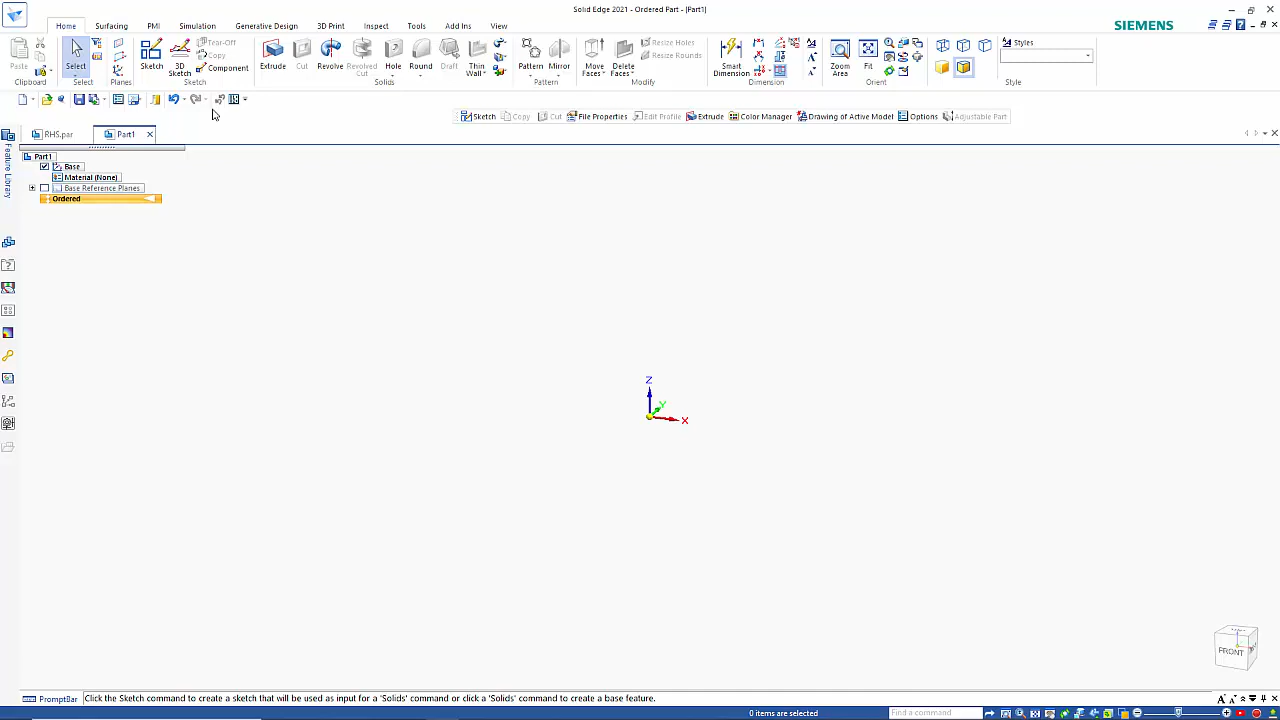 Solid Edge 2021 - Ordered Part - [Part1]
Home Surfacing PMI Simulation Generative Design 3D Print Inspect Tools Add Ins View
SIEMENS
Paste
Clipboard
Select
Select
Planes
Sketch
3D Sketch
Tear-Off
Copy
Component
Sketch
Extrude
Cut
Revolve
Revolved Cut
Hole
Round
Draft
Thin Wall
Solids
Pattern
Mirror
Pattern
Move Faces
Delete Faces
Resize Holes
Resize Rounds
Modify
Smart Dimension
Dimension
Zoom Area
Fit
Orient
Styles
Style
Sketch Copy Cut File Properties Edit Profile Extrude Color Manager Drawing of Active Model Options Adjustable Part
RHS.par Part1
Feature Library
Part1
Base
Material (None)
Base Reference Planes
Ordered
Z
Y
X
FRONT
PromptBar Click the Sketch command to create a sketch that will be used as input for a 'Solids' command or click a 'Solids' command to create a base feature.
0 items are selected
Find a command